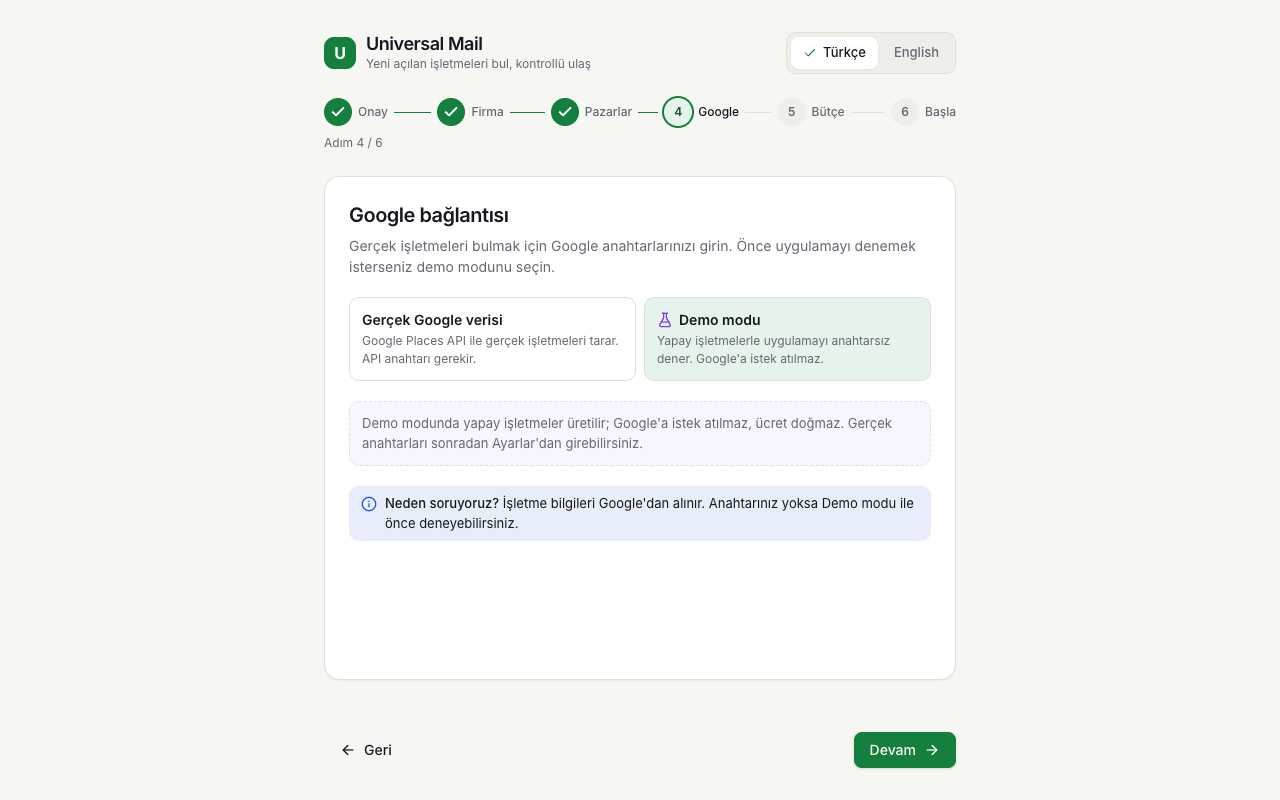 U
Universal Mail
Yeni açılan işletmeleri bul, kontrollü ulaş
Türkçe
English
Onay
Firma
Pazarlar
4 Google
5 Bütçe
6 Başla
Adım 4 / 6
Google bağlantısı
Gerçek işletmeleri bulmak için Google anahtarlarınızı girin. Önce uygulamayı denemek
isterseniz demo modunu seçin.
Gerçek Google verisi
Google Places API ile gerçek işletmeleri tarar.
API anahtarı gerekir.
Demo modu
Yapay işletmelerle uygulamayı anahtarsız
dener. Google'a istek atılmaz.
Demo modunda yapay işletmeler üretilir; Google'a istek atılmaz, ücret doğmaz. Gerçek
anahtarları sonradan Ayarlar'dan girebilirsiniz.
Neden soruyoruz? İşletme bilgileri Google'dan alınır. Anahtarınız yoksa Demo modu ile
önce deneyebilirsiniz.
Geri
Devam